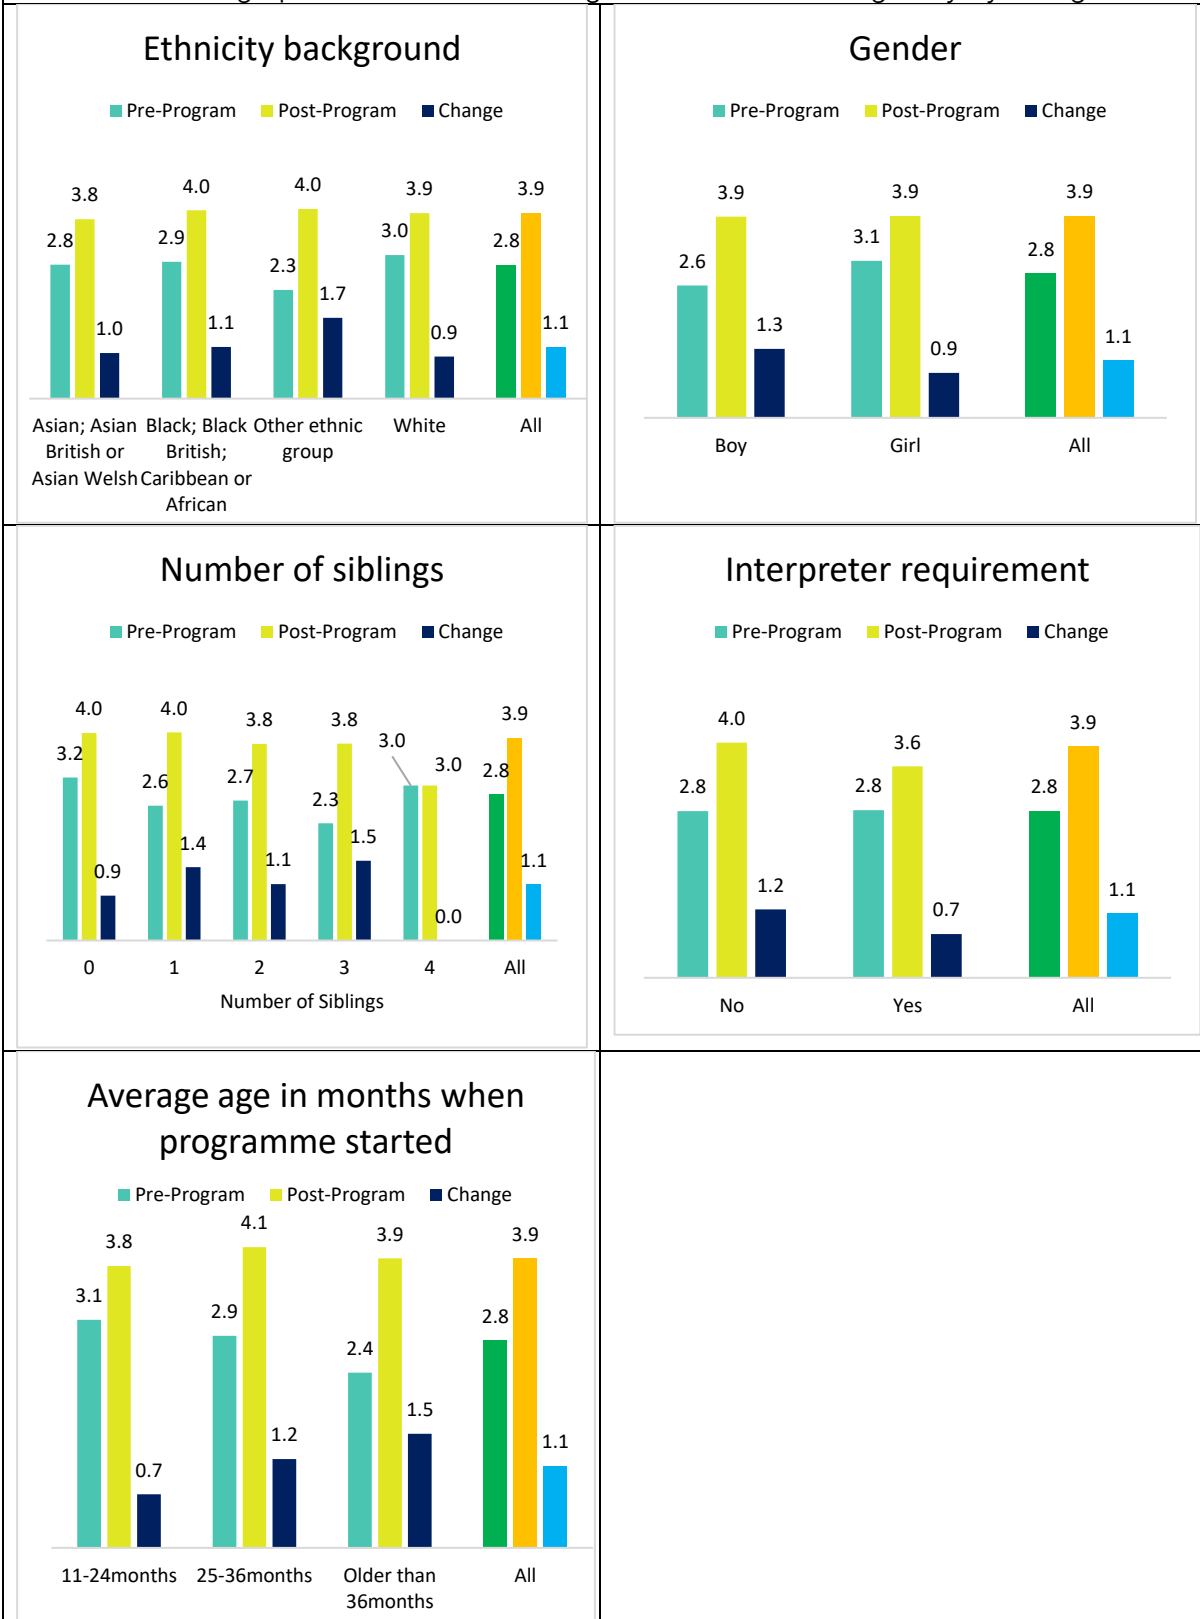 Ethnicity background
Pre-Program Post-Program Change
2.8 3.8 1.0 2.9 4.0 1.1 2.3 4.0 1.7 3.0 3.9 0.9 2.8 3.9 1.1
Asian; Asian British or Asian Welsh
Black; Black British; Caribbean or African
Other ethnic group
White
All
Gender
Pre-Program Post-Program Change
2.6 3.9 1.3 3.1 3.9 0.9 2.8 3.9 1.1
Boy Girl All
Number of siblings
Pre-Program Post-Program Change
3.2 4.0 0.9 2.6 4.0 1.4 2.7 3.8 1.1 2.3 3.8 1.5 3.0 3.0 0.0 2.8 3.9 1.1
0 1 2 3 4 All
Number of Siblings
Interpreter requirement
Pre-Program Post-Program Change
2.8 4.0 1.2 2.8 3.6 0.7 2.8 3.9 1.1
No Yes All
Average age in months when
programme started
Pre-Program Post-Program Change
3.1 3.8 0.7 2.9 4.1 1.2 2.4 3.9 1.5 2.8 3.9 1.1
11-24months 25-36months Older than 36months All